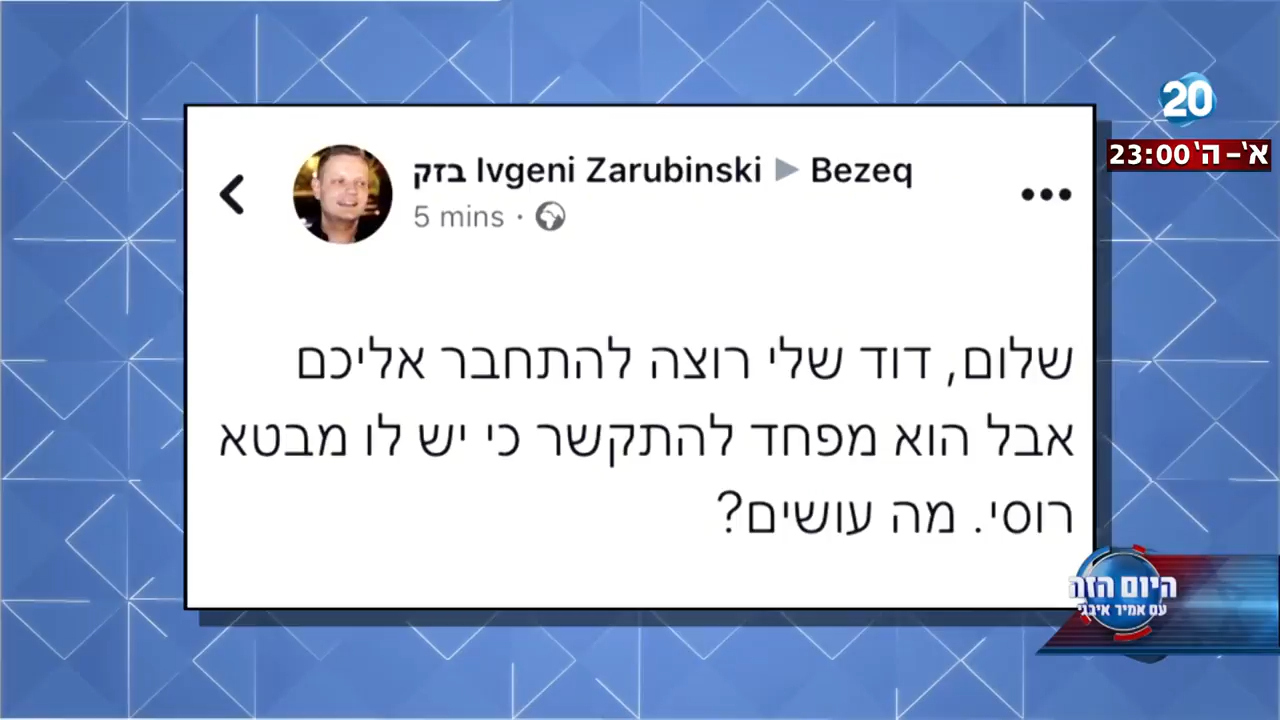 20
א'-ה' 23:00
Ivgeni Zarubinski ▸ Bezeq בזק
5 mins ·
שלום, דוד שלי רוצה להתחבר אליכם
אבל הוא מפחד להתקשר כי יש לו מבטא
רוסי. מה עושים?
היום הזה
עם אמיר איבגי